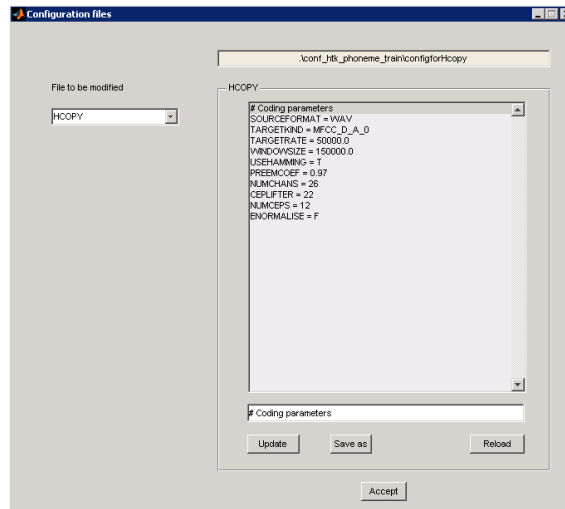 Configuration files
.\conf_htk_phoneme_train\configforHcopy
File to be modified
HCOPY
HCOPY
# Coding parameters
SOURCEFORMAT = WAV
TARGETKIND = MFCC_D_A_0
TARGETRATE = 50000.0
WINDOWSIZE = 150000.0
USEHAMMING = T
PREEMCOEF = 0.97
NUMCHANS = 26
CEPLIFTER = 22
NUMCEPS = 12
ENORMALISE = F
# Coding parameters
Update
Save as
Reload
Accept